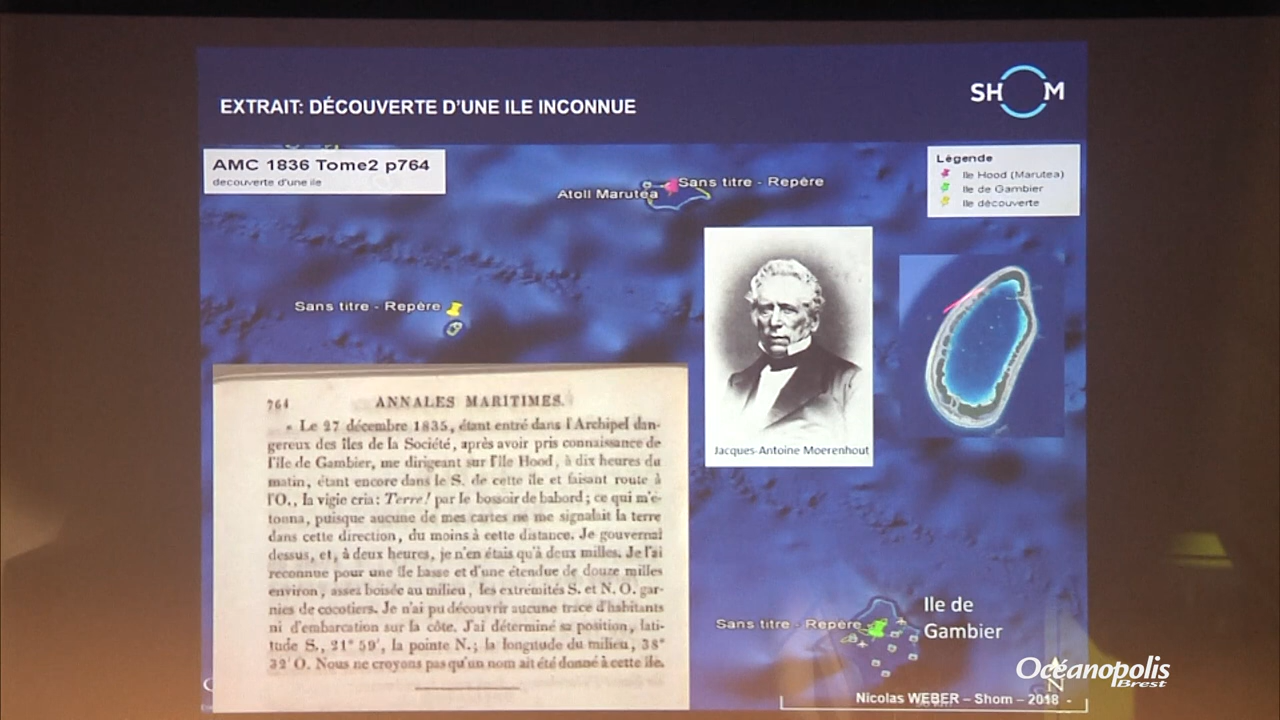 EXTRAIT: DÉCOUVERTE D'UNE ILE INCONNUE
SHOM
AMC 1836 Tome2 p764
decouverte d'une ile
Légende
Ile Hood (Marutea)
Ile de Gambier
Ile découverte
Atoll Marutea
Sans titre - Repère
Sans titre - Repère
Jacques-Antoine Moerenhout
764 ANNALES MARITIMES.
« Le 27 décembre 1835, étant entré dans l'Archipel dan-
gereux des îles de la Société, après avoir pris connaissance de
l'île de Gambier, me dirigeant sur l'île Hood, à dix heures du
matin, étant encore dans le S. de cette île et faisant route à
l'O., la vigie cria: Terre! par le bossoir de babord; ce qui m'é-
tonna, puisque aucune de mes cartes ne me signalait la terre
dans cette direction, du moins à cette distance. Je gouvernai
dessus, et, à deux heures, je n'en étais qu'à deux milles. Je l'ai
reconnue pour une île basse et d'une étendue de douze milles
environ, assez boisée au milieu, les extrémités S. et N. O. gar-
nies de cocotiers. Je n'ai pu découvrir aucune trace d'habitants
ni d'embarcation sur la côte. J'ai déterminé sa position, lati-
tude S., 21° 59', la pointe N.; la longitude du milieu, 38°
32' O. Nous ne croyons pas qu'un nom ait été donné à cette île.
Sans titre - Repère
Ile de
Gambier
Océanopolis
Brest
N
Nicolas WEBER – Shom – 2018 -